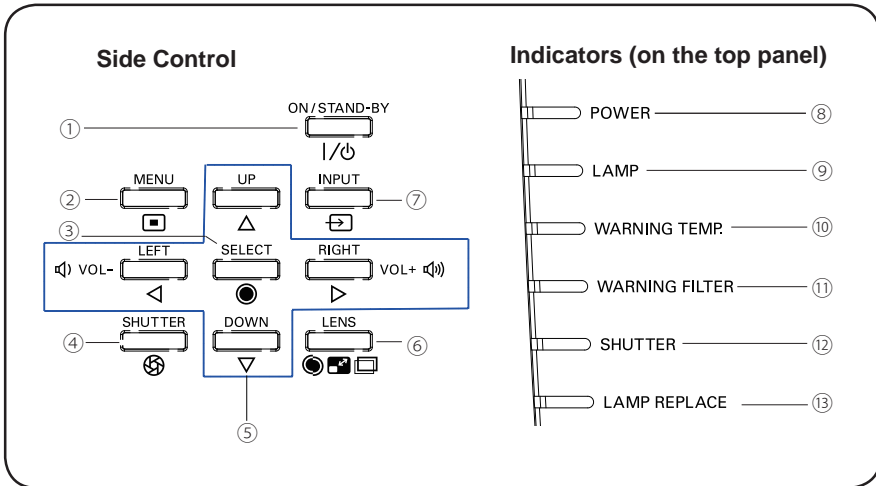 Side Control
Indicators (on the top panel)
① ON/STAND-BY
② MENU
UP
INPUT ⑦
③
VOL- LEFT
SELECT
RIGHT VOL+
④ SHUTTER
DOWN
LENS ⑥
⑤
POWER ⑧
LAMP ⑨
WARNING TEMP. ⑩
WARNING FILTER ⑪
SHUTTER ⑫
LAMP REPLACE ⑬